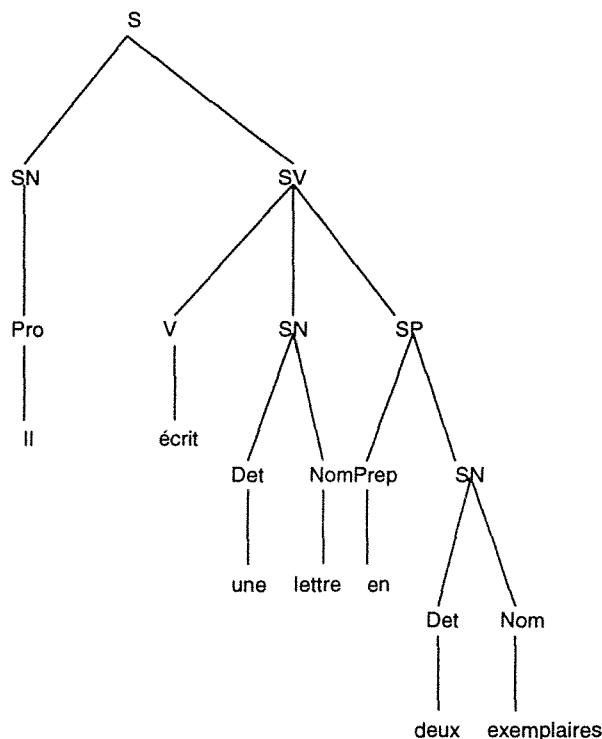 S
SN SV
Pro V SN SP
Il écrit
Det Nom Prep SN
une lettre en
Det Nom
deux exemplaires